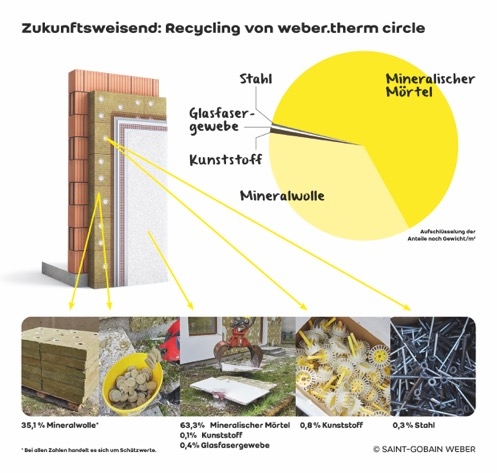 Zukunftsweisend: Recycling von weber.therm circle
Stahl
Glasfaser-
gewebe
Kunststoff
Mineralwolle
Mineralischer
Mörtel
Aufschlüsselung der
Anteile nach Gewicht/m²
35,1 % Mineralwolle*
63,3% Mineralischer Mörtel
0,1% Kunststoff
0,4% Glasfasergewebe
0,8 % Kunststoff
0,3 % Stahl
* Bei allen Zahlen handelt es sich um Schätzwerte.
© SAINT-GOBAIN WEBER